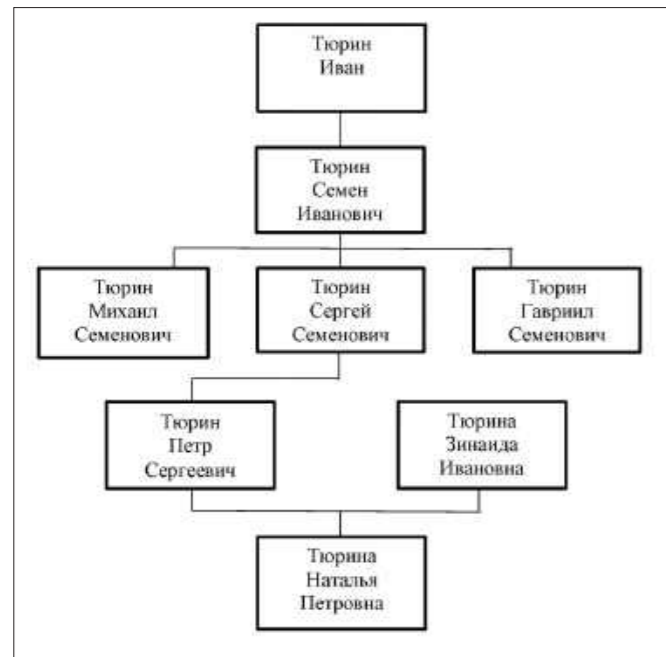 Тюрин
Иван
Тюрин
Семен
Иванович
Тюрин
Михаил
Семенович
Тюрин
Сергей
Семенович
Тюрин
Гавриил
Семенович
Тюрин
Петр
Сергеевич
Тюрина
Зинаида
Ивановна
Тюрина
Наталья
Петровна